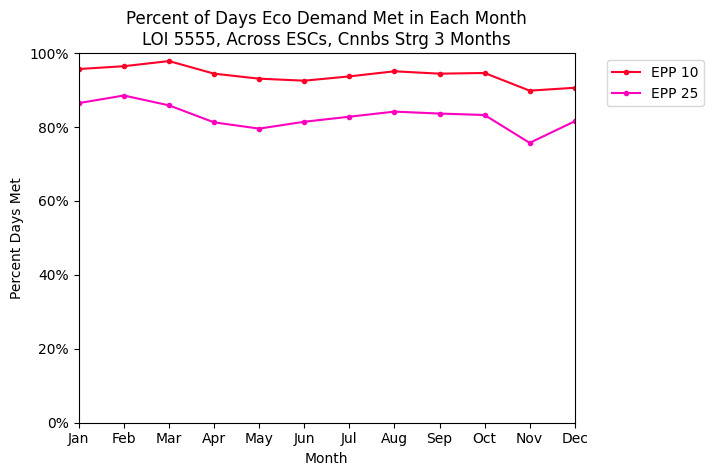 Percent of Days Eco Demand Met in Each Month
LOI 5555, Across ESCs, Cnnbs Strg 3 Months
100%
80%
60%
40%
20%
0%
Percent Days Met
Jan Feb Mar Apr May Jun Jul Aug Sep Oct Nov Dec
Month
EPP 10
EPP 25